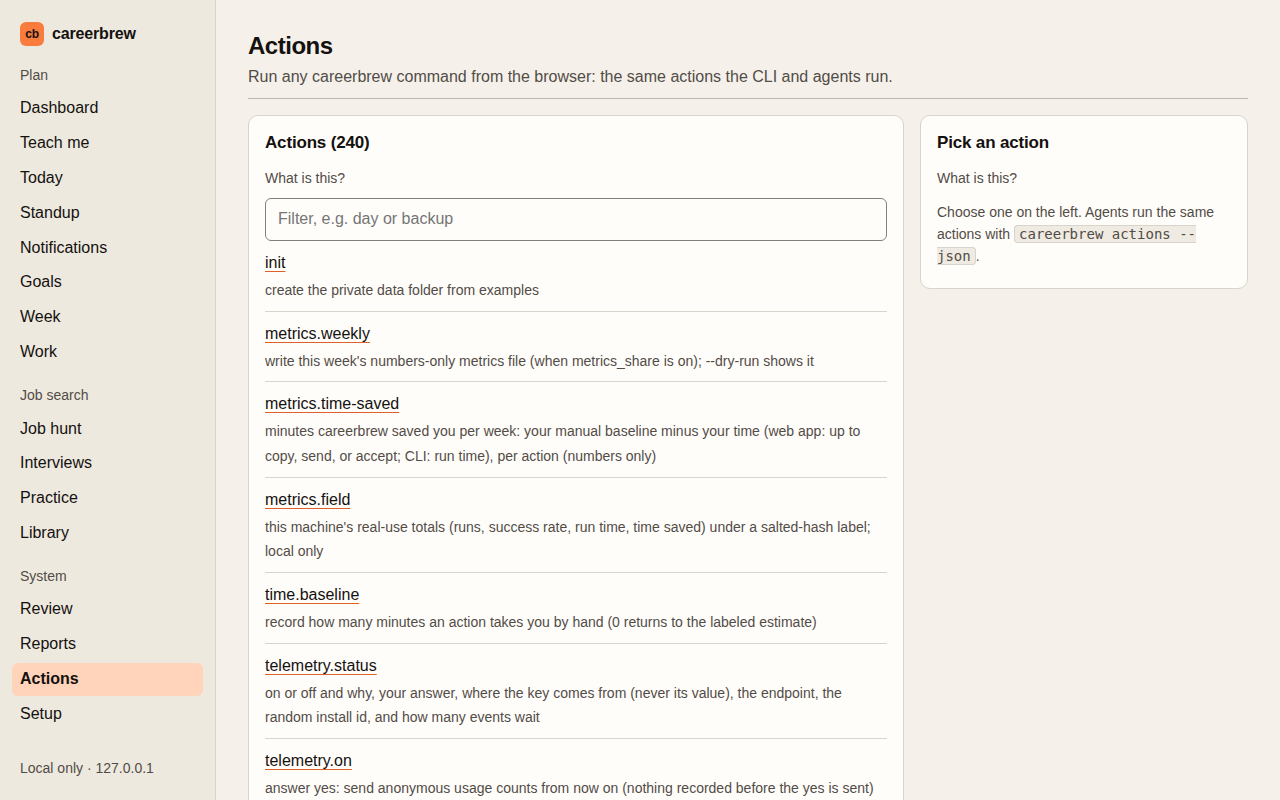 cb careerbrew
Plan
Dashboard
Teach me
Today
Standup
Notifications
Goals
Week
Work
Job search
Job hunt
Interviews
Practice
Library
System
Review
Reports
Actions
Setup
Local only · 127.0.0.1
Actions
Run any careerbrew command from the browser: the same actions the CLI and agents run.
Actions (240)
What is this?
Filter, e.g. day or backup
init
create the private data folder from examples
metrics.weekly
write this week's numbers-only metrics file (when metrics_share is on); --dry-run shows it
metrics.time-saved
minutes careerbrew saved you per week: your manual baseline minus your time (web app: up to
copy, send, or accept; CLI: run time), per action (numbers only)
metrics.field
this machine's real-use totals (runs, success rate, run time, time saved) under a salted-hash label;
local only
time.baseline
record how many minutes an action takes you by hand (0 returns to the labeled estimate)
telemetry.status
on or off and why, your answer, where the key comes from (never its value), the endpoint, the
random install id, and how many events wait
telemetry.on
answer yes: send anonymous usage counts from now on (nothing recorded before the yes is sent)
Pick an action
What is this?
Choose one on the left. Agents run the same
actions with careerbrew actions --
json.